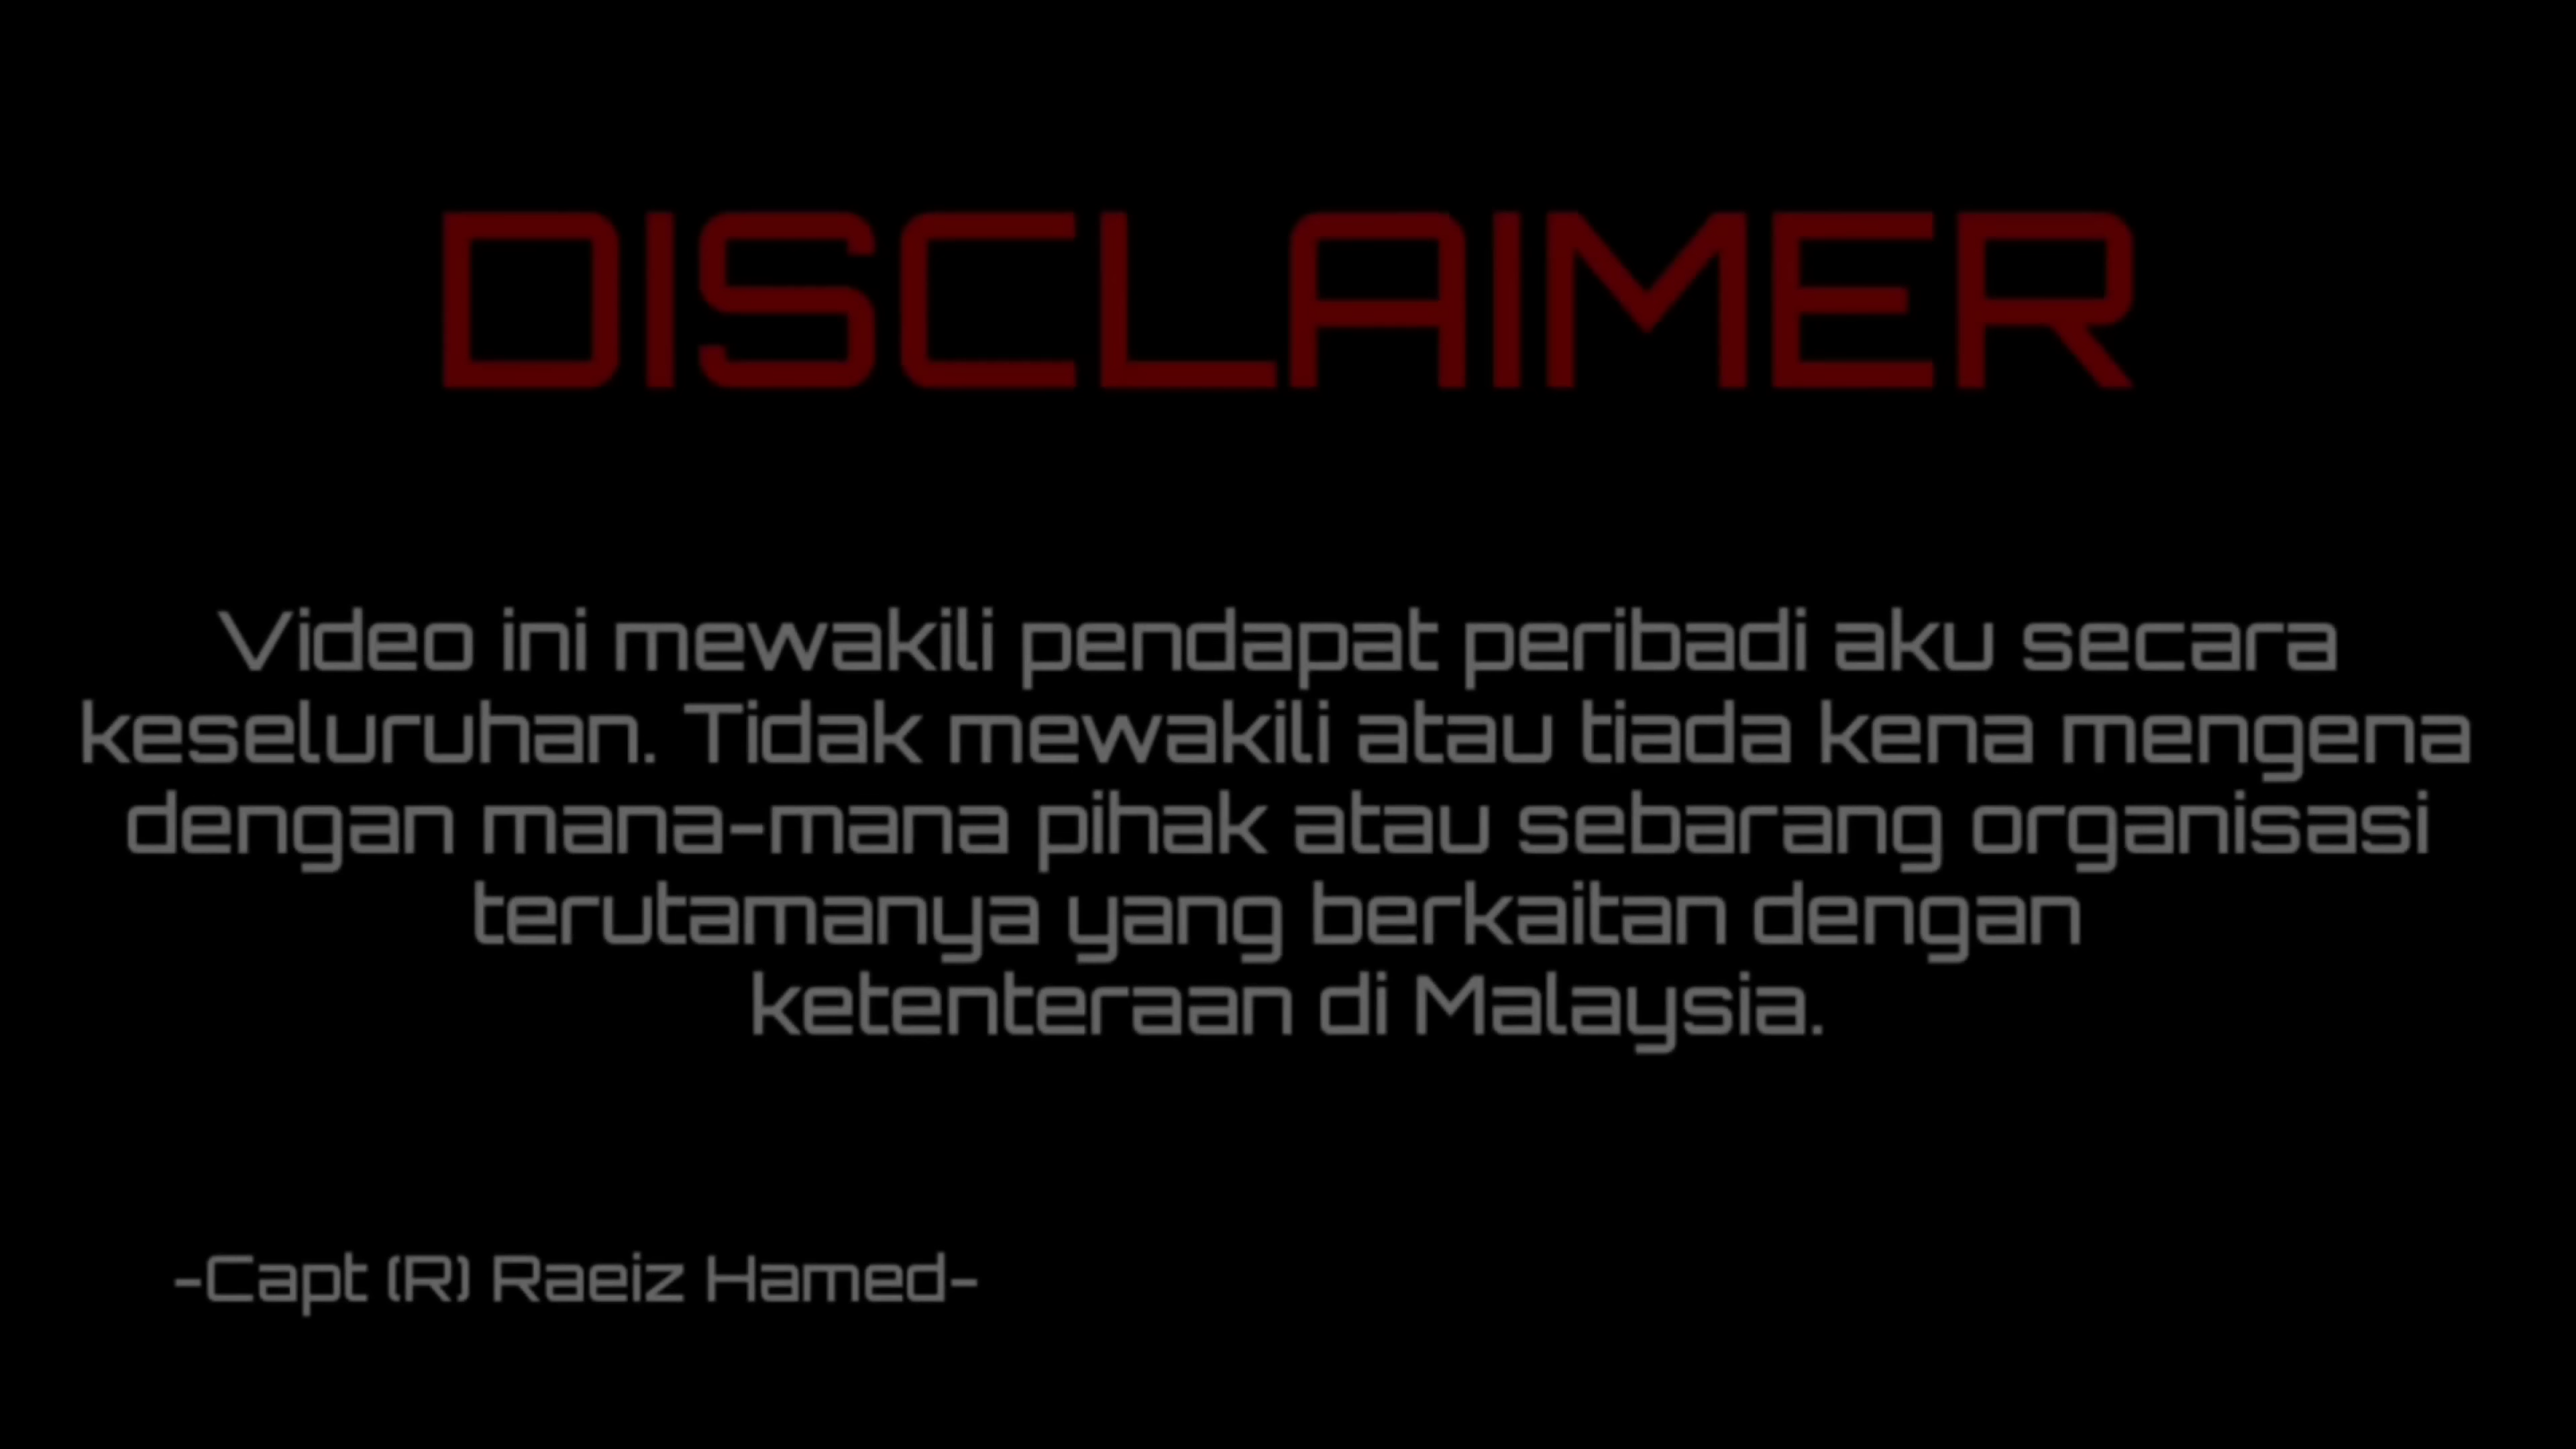 DISCLAIMER
Video ini mewakili pendapat peribadi aku secara
keseluruhan. Tidak mewakili atau tiada kena mengena
dengan mana-mana pihak atau sebarang organisasi
terutamanya yang berkaitan dengan
ketenteraan di Malaysia.
-Capt (R) Raeiz Hamed-